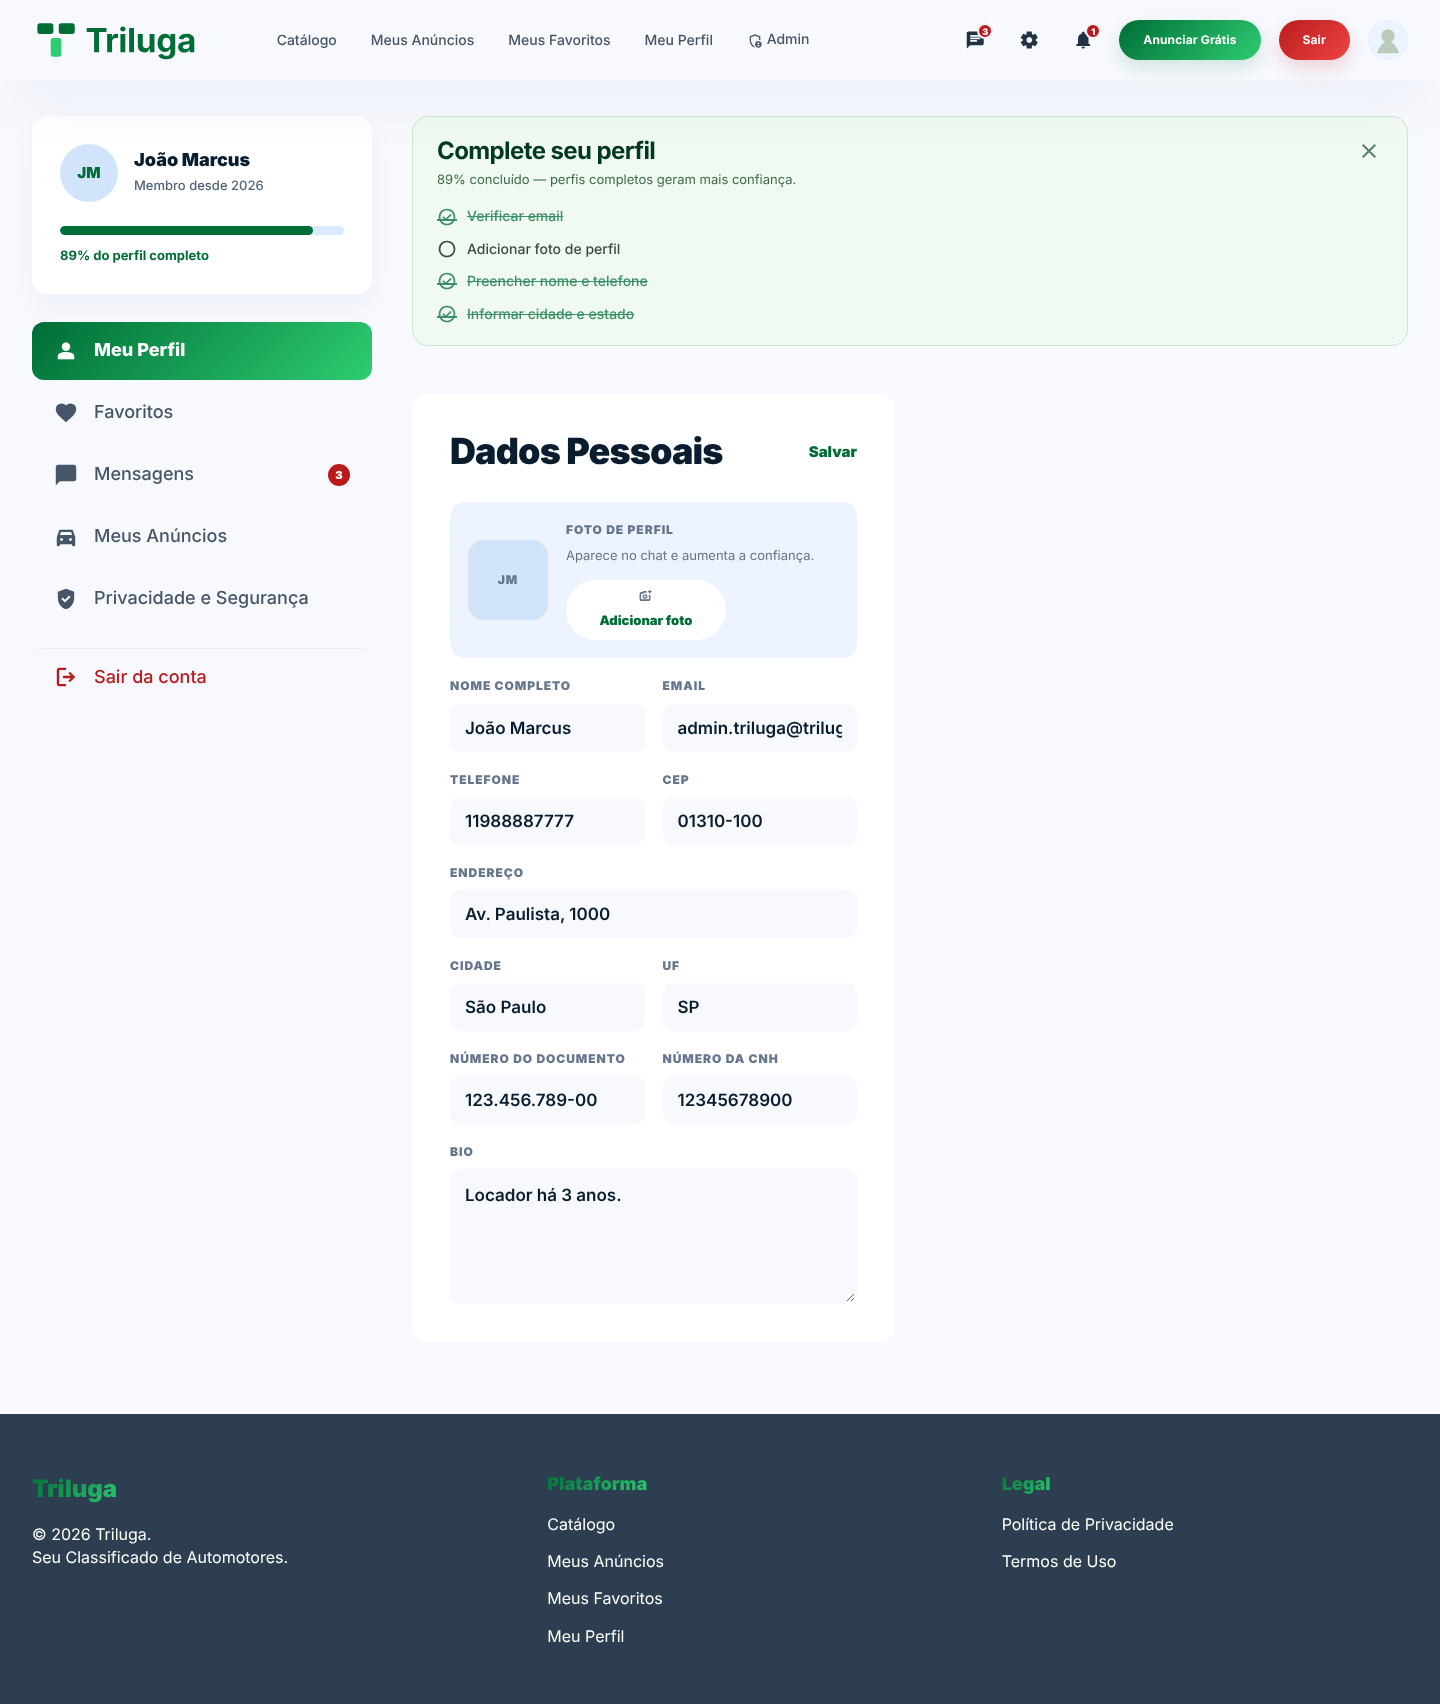 Triluga
Catálogo
Meus Anúncios
Meus Favoritos
Meu Perfil
Admin
3
1
Anunciar Grátis
Sair
JM
João Marcus
Membro desde 2026
89% do perfil completo
Meu Perfil
Favoritos
Mensagens
3
Meus Anúncios
Privacidade e Segurança
Sair da conta
Complete seu perfil
89% concluído — perfis completos geram mais confiança.
Verificar email
Adicionar foto de perfil
Preencher nome e telefone
Informar cidade e estado
Dados Pessoais
Salvar
JM
FOTO DE PERFIL
Aparece no chat e aumenta a confiança.
Adicionar foto
NOME COMPLETO
João Marcus
EMAIL
admin.triluga@trilug
TELEFONE
11988887777
CEP
01310-100
ENDEREÇO
Av. Paulista, 1000
CIDADE
São Paulo
UF
SP
NÚMERO DO DOCUMENTO
123.456.789-00
NÚMERO DA CNH
12345678900
BIO
Locador há 3 anos.
Triluga
© 2026 Triluga.
Seu Classificado de Automotores.
Plataforma
Catálogo
Meus Anúncios
Meus Favoritos
Meu Perfil
Legal
Política de Privacidade
Termos de Uso